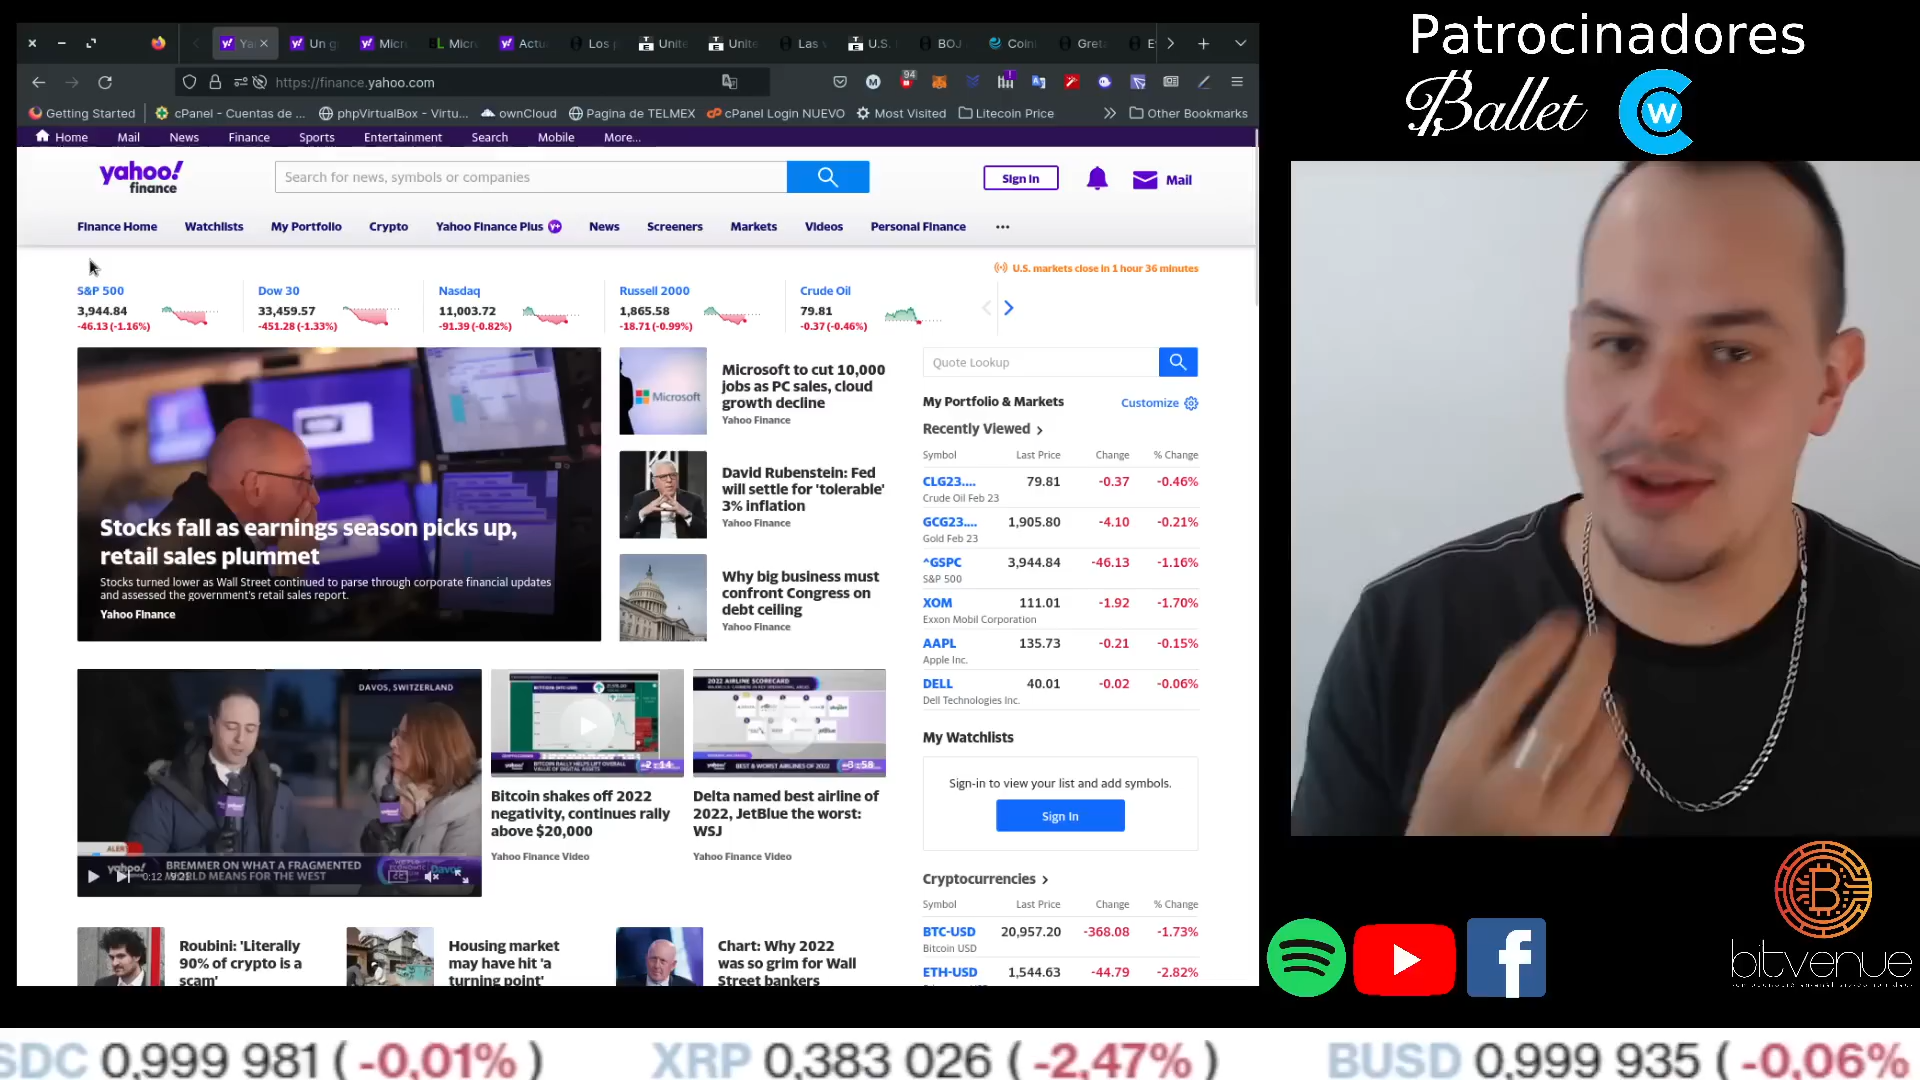 Patrocinadores
Ballet
CW
https://finance.yahoo.com
94
Getting Started
cPanel - Cuentas de ...
phpVirtualBox - Virtu...
ownCloud
Pagina de TELMEX
cPanel Login NUEVO
Most Visited
Litecoin Price
Other Bookmarks
Home
Mail
News
Finance
Sports
Entertainment
Search
Mobile
More...
yahoo!
finance
Search for news, symbols or companies
Sign in
Mail
Finance Home
Watchlists
My Portfolio
Crypto
Yahoo Finance Plus
News
Screeners
Markets
Videos
Personal Finance
U.S. markets close in 1 hour 36 minutes
S&P 500
3,944.84
-46.13 (-1.16%)
Dow 30
33,459.57
-451.28 (-1.33%)
Nasdaq
11,003.72
-91.39 (-0.82%)
Russell 2000
1,865.58
-18.71 (-0.99%)
Crude Oil
79.81
-0.37 (-0.46%)
Stocks fall as earnings season picks up,
retail sales plummet
Stocks turned lower as Wall Street continued to parse through corporate financial updates
and assessed the government's retail sales report.
Yahoo Finance
Microsoft
Microsoft to cut 10,000
jobs as PC sales, cloud
growth decline
Yahoo Finance
David Rubenstein: Fed
will settle for 'tolerable'
3% inflation
Yahoo Finance
Why big business must
confront Congress on
debt ceiling
Yahoo Finance
Quote Lookup
My Portfolio & Markets
Customize
Recently Viewed
Symbol Last Price Change % Change
CLG23.... 79.81 -0.37 -0.46%
Crude Oil Feb 23
GCG23.... 1,905.80 -4.10 -0.21%
Gold Feb 23
^GSPC 3,944.84 -46.13 -1.16%
S&P 500
XOM 111.01 -1.92 -1.70%
Exxon Mobil Corporation
AAPL 135.73 -0.21 -0.15%
Apple Inc.
DELL 40.01 -0.02 -0.06%
Dell Technologies Inc.
My Watchlists
Sign-in to view your list and add symbols.
Sign In
Cryptocurrencies
Symbol Last Price Change % Change
BTC-USD 20,957.20 -368.08 -1.73%
Bitcoin USD
ETH-USD 1,544.63 -44.79 -2.82%
DAVOS, SWITZERLAND
BREMMER ON WHAT A FRAGMENTED
WORLD MEANS FOR THE WEST
2:14
Bitcoin shakes off 2022
negativity, continues rally
above $20,000
Yahoo Finance Video
2022 AIRLINE SCORECARD
BEST & WORST AIRLINES OF 2022
3:58
Delta named best airline of
2022, JetBlue the worst:
WSJ
Yahoo Finance Video
Roubini: 'Literally
90% of crypto is a
scam'
Housing market
may have hit 'a
turning point'
Chart: Why 2022
was so grim for Wall
Street bankers
bitvenue
SDC 0,999 981 ( -0,01% )
XRP 0,383 026 ( -2,47% )
BUSD 0,999 935 ( -0,06%